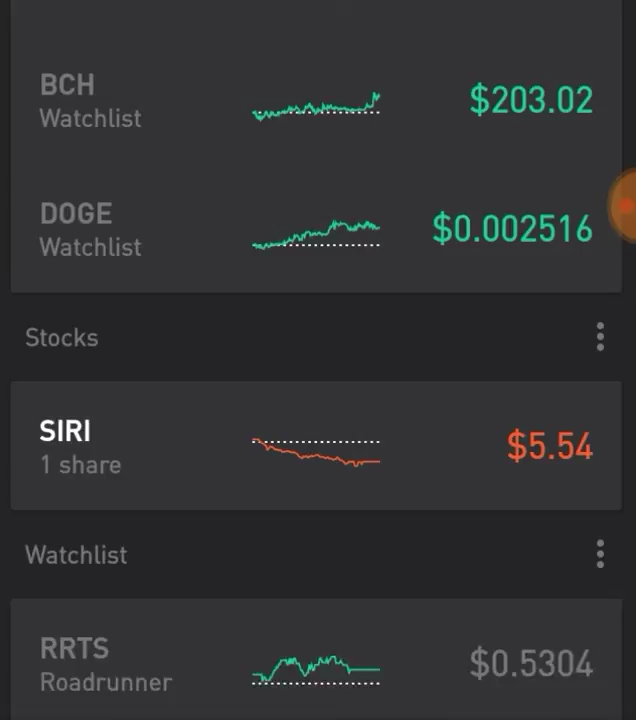 BCH
Watchlist
$203.02
DOGE
Watchlist
$0.002516
Stocks
SIRI
1 share
$5.54
Watchlist
RRTS
Roadrunner
$0.5304